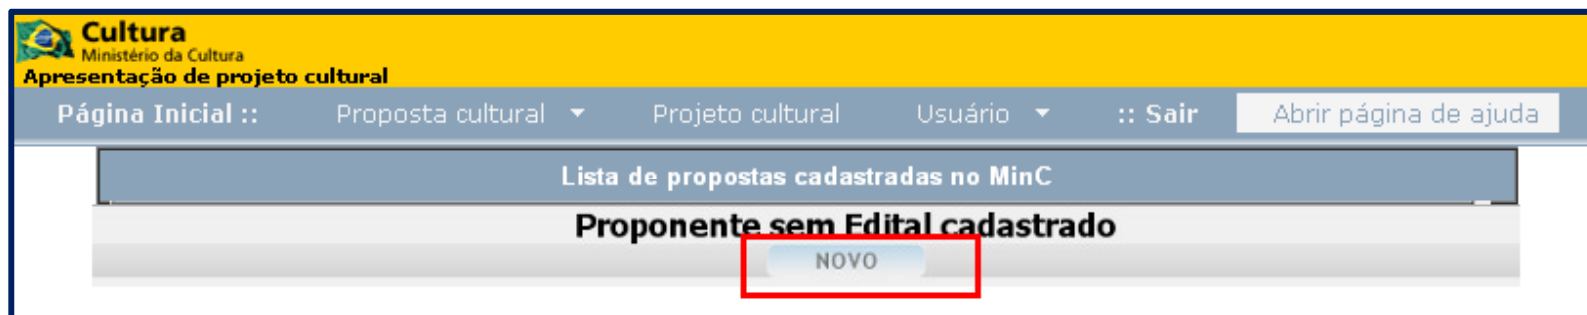 Cultura
Ministério da Cultura
Apresentação de projeto cultural
Página Inicial :: Proposta cultural Projeto cultural Usuário :: Sair Abrir página de ajuda
Lista de propostas cadastradas no MinC
Proponente sem Edital cadastrado
NOVO